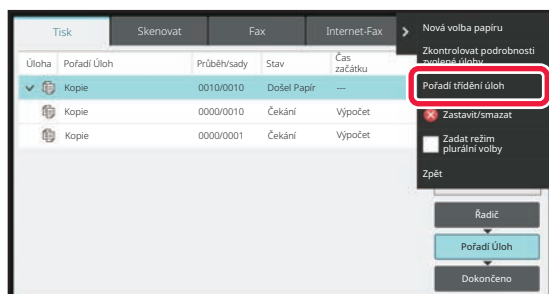 Tisk Skenovat Fax Internet-Fax
Úloha Pořadí Úloh Průběh/sady Stav Čas začátku
Kopie 0010/0010 Došel Papír ---
Kopie 0000/0010 Čekání Výpočet
Kopie 0000/0001 Čekání Výpočet
Nová volba papíru
Zkontrolovat podrobnosti
zvolené úlohy
Pořadí třídění úloh
Zastavit/smazat
Zadat režim
plurální volby
Zpět
Řadič
Pořadí Úloh
Dokončeno